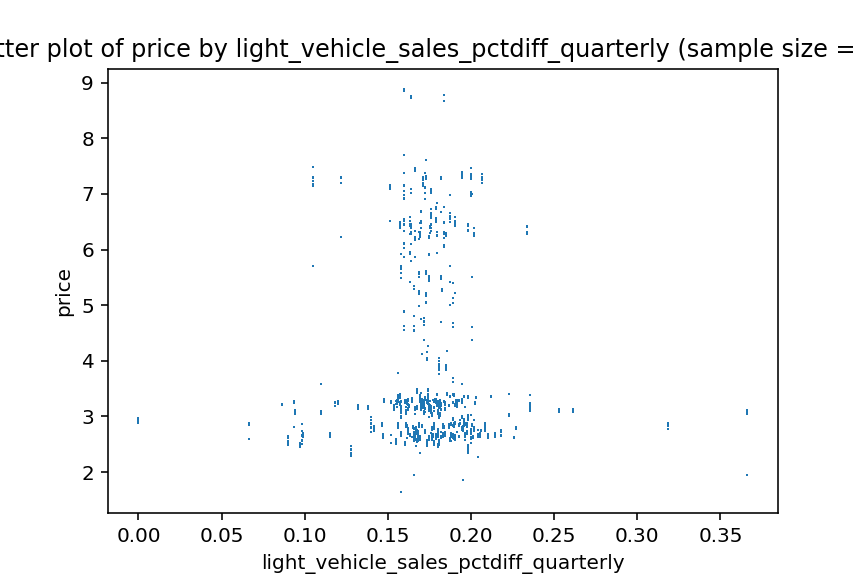 tter plot of price by light_vehicle_sales_pctdiff_quarterly (sample size =
9
8
7
6
5
4
3
2
price
0.00 0.05 0.10 0.15 0.20 0.25 0.30 0.35
light_vehicle_sales_pctdiff_quarterly